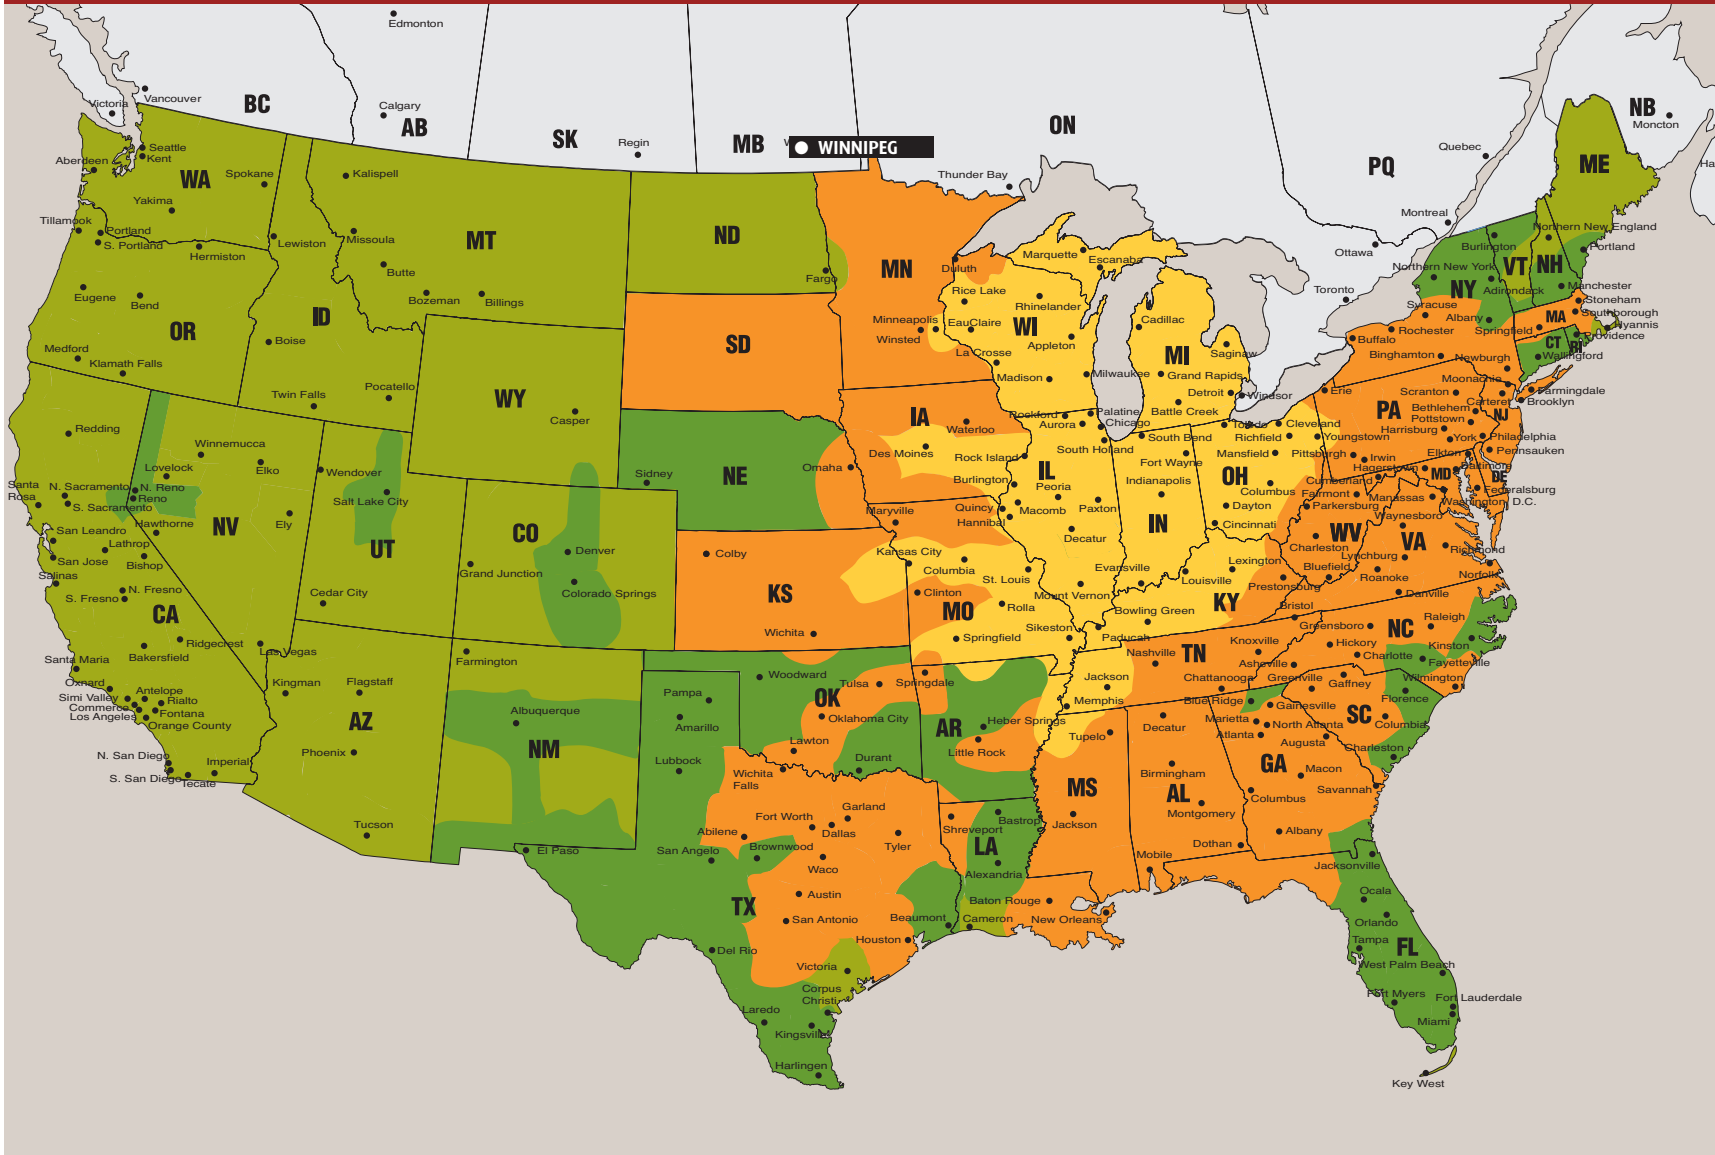 Edmonton
Victoria
Vancouver
BC
Calgary
AB
SK
Regin
MB
WINNIPEG
ON
PQ
Quebec
NB
Moncton
Ha
Thunder Bay
Montreal
Ottawa
Toronto
Windsor
Seattle
Kent
Aberdeen
WA
Spokane
Yakima
Tillamook
Portland
S. Portland
Hermiston
Lewiston
Eugene
Bend
OR
Medford
Klamath Falls
Kalispell
Missoula
MT
Butte
Bozeman
Billings
ID
Boise
Twin Falls
Pocatello
WY
Casper
ND
Fargo
SD
MN
Duluth
Minneapolis
Winsted
Marquette
Escanaba
Rice Lake
Rhinelander
EauClaire
WI
Appleton
La Crosse
Madison
Milwaukee
Cadillac
MI
Saginaw
Grand Rapids
Detroit
Battle Creek
ME
Northern New England
Portland
Burlington
VT
NH
Northern New York
NY
Adirondack
Manchester
Stoneham
Southborough
Hyannis
Syracuse
Albany
MA
Springfield
Providence
Rochester
Buffalo
CT
RI
Wallingford
Binghamton
Newburgh
Moonachie
Farmingdale
Brooklyn
Carteret
Erie
PA
Scranton
Bethlehem
Pottstown
NJ
Harrisburg
York
Philadelphia
Pennsauken
Youngstown
Pittsburgh
Irwin
Hagerstown
Elkton
Baltimore
MD
DE
Cumberland
Federalsburg
Fairmont
Manassas
Washington, D.C.
Parkersburg
Waynesboro
WV
VA
Charleston
Lynchburg
Richmond
Bluefield
Roanoke
Norfolk
Danville
Redding
Winnemucca
Lovelock
Elko
Wendover
Santa
Rosa
N. Sacramento
N. Reno
Reno
S. Sacramento
Salt Lake City
San Leandro
Hawthorne
NV
Ely
Lathrop
San Jose
Bishop
UT
Salinas
N. Fresno
S. Fresno
CA
Cedar City
Ridgecrest
Bakersfield
Las Vegas
Santa Maria
Oxnard
Simi Valley
Antelope
Commerce
Rialto
Fontana
Los Angeles
Orange County
N. San Diego
S. San Diego
Tecate
Imperial
Kingman
Flagstaff
AZ
Phoenix
Tucson
CO
Denver
Grand Junction
Colorado Springs
Farmington
Albuquerque
NM
Sidney
NE
Omaha
Colby
KS
Wichita
IA
Waterloo
Des Moines
Maryville
Kansas City
Columbia
Clinton
MO
St. Louis
Rolla
Springfield
Sikeston
Rockford
Palatine
Aurora
Chicago
South Holland
Rock Island
IL
Burlington
Peoria
Quincy
Macomb
Paxton
Hannibal
Decatur
Mount Vernon
South Bend
Fort Wayne
Indianapolis
IN
Evansville
Toledo
Cleveland
Richfield
Mansfield
OH
Columbus
Dayton
Cincinnati
Lexington
Louisville
Prestonsburg
KY
Bowling Green
Paducah
Bristol
Knoxville
Nashville
TN
Chattanooga
Jackson
Memphis
Greensboro
Raleigh
Hickory
NC
Kinston
Charlotte
Fayetteville
Asheville
Wilmington
Greenville
Gaffney
Florence
SC
Columbia
Charleston
Blue Ridge
Gainesville
Marietta
North Atlanta
Atlanta
Augusta
GA
Macon
Savannah
Columbus
Albany
Woodward
Tulsa
OK
Oklahoma City
Lawton
Durant
Springdale
AR
Heber Springs
Little Rock
Tupelo
MS
Jackson
Decatur
Birmingham
AL
Montgomery
Dothan
Mobile
Pampa
Amarillo
Lubbock
Wichita
Falls
Garland
Fort Worth
Dallas
Abilene
Tyler
San Angelo
Brownwood
Waco
El Paso
TX
Austin
San Antonio
Beaumont
Houston
Del Rio
Victoria
Corpus
Christi
Laredo
Kingsville
Harlingen
Shreveport
Bastrop
LA
Alexandria
Baton Rouge
Cameron
New Orleans
Jacksonville
Ocala
Orlando
Tampa
FL
West Palm Beach
Fort Myers
Fort Lauderdale
Miami
Key West